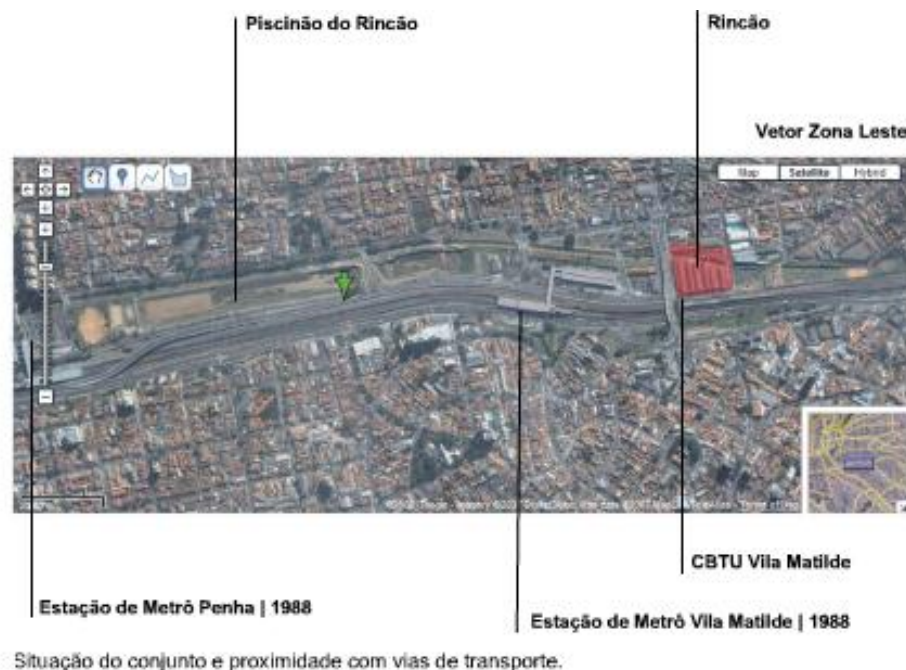 Piscinão do Rincão
Rincão
Vetor Zona Leste
Map
Satellite
Hybrid
CBTU Vila Matilde
Estação de Metrô Penha | 1988
Estação de Metrô Vila Matilde | 1988
Situação do conjunto e proximidade com vias de transporte.